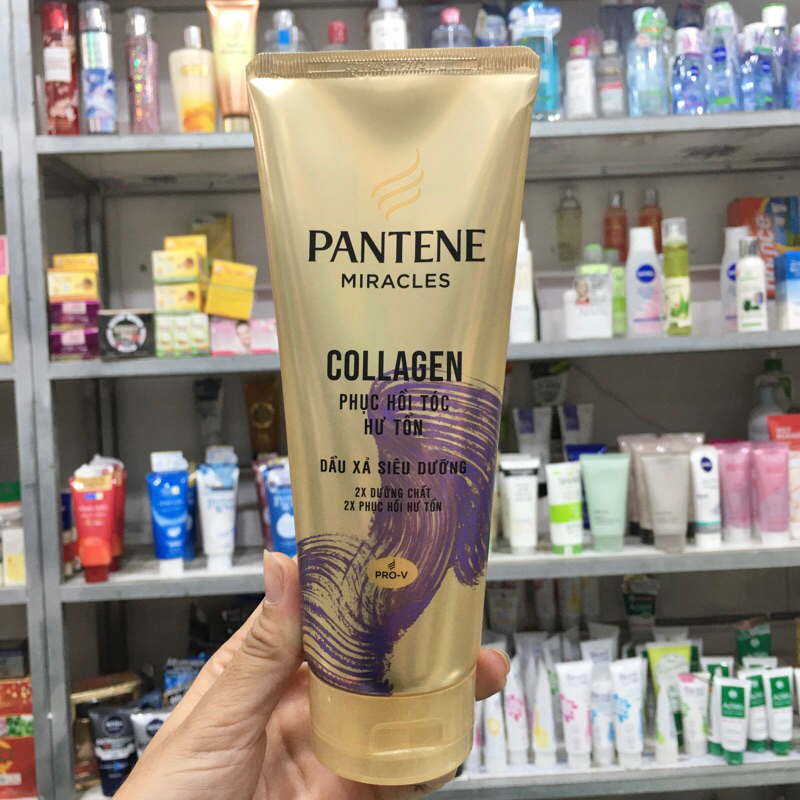 PANTENE
MIRACLES
COLLAGEN
PHỤC HỒI TÓC
HƯ TỔN
DẦU XẢ SIÊU DƯỠNG
2X DƯỠNG CHẤT
2X PHỤC HỒI HƯ TỔN
PRO-V
NIVEA